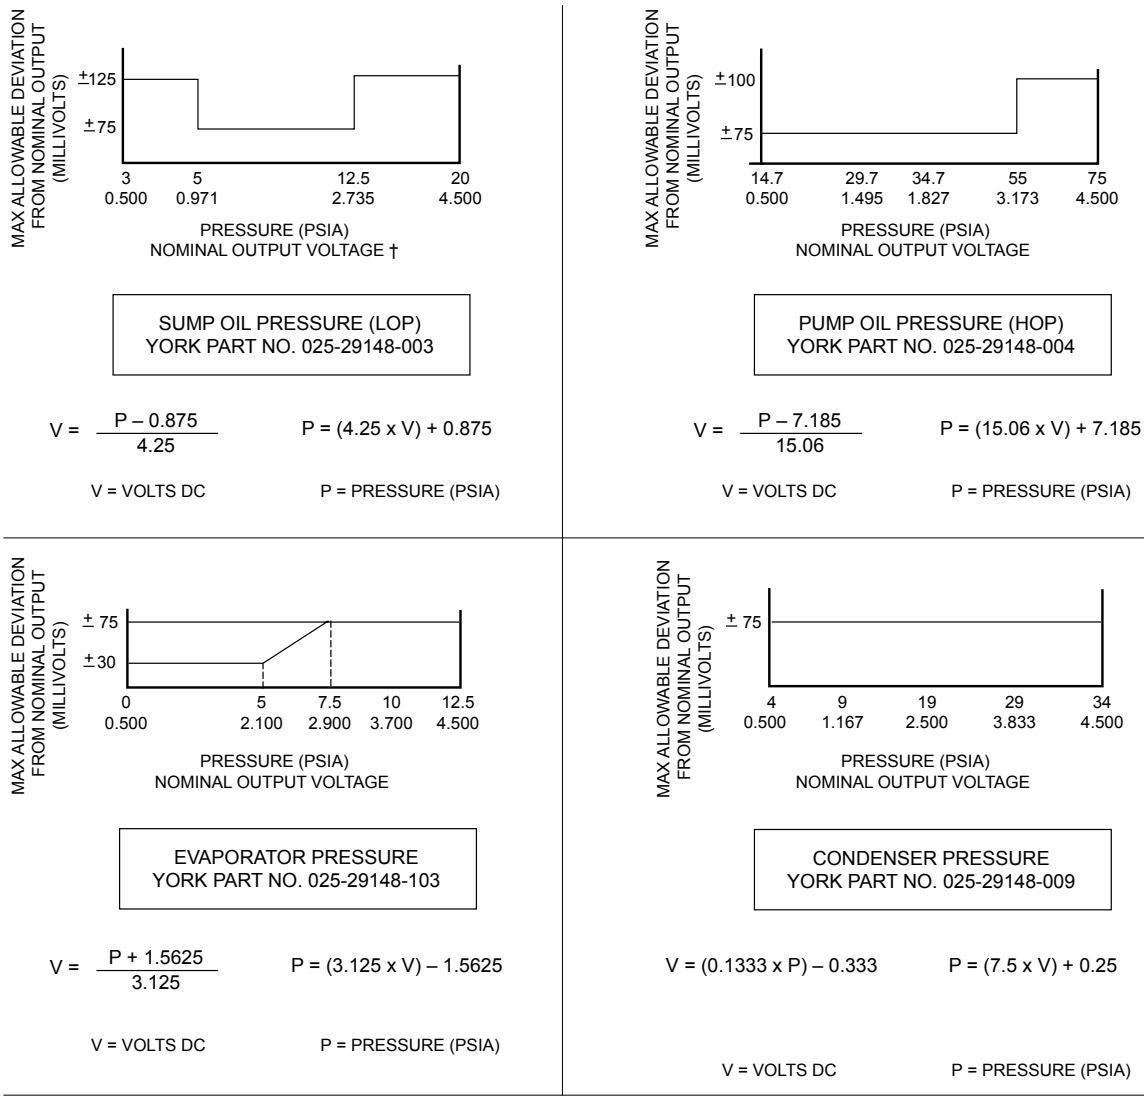 MAX ALLOWABLE DEVIATION
FROM NOMINAL OUTPUT
(MILLIVOLTS)
±125
±75
3 5 12.5 20
0.500 0.971 2.735 4.500
PRESSURE (PSIA)
NOMINAL OUTPUT VOLTAGE †
SUMP OIL PRESSURE (LOP)
YORK PART NO. 025-29148-003
V = P – 0.875
4.25
P = (4.25 x V) + 0.875
V = VOLTS DC P = PRESSURE (PSIA)
MAX ALLOWABLE DEVIATION
FROM NOMINAL OUTPUT
(MILLIVOLTS)
±100
±75
14.7 29.7 34.7 55 75
0.500 1.495 1.827 3.173 4.500
PRESSURE (PSIA)
NOMINAL OUTPUT VOLTAGE
PUMP OIL PRESSURE (HOP)
YORK PART NO. 025-29148-004
V = P – 7.185
15.06
P = (15.06 x V) + 7.185
V = VOLTS DC P = PRESSURE (PSIA)
MAX ALLOWABLE DEVIATION
FROM NOMINAL OUTPUT
(MILLIVOLTS)
± 75
±30
0 5 7.5 10 12.5
0.500 2.100 2.900 3.700 4.500
PRESSURE (PSIA)
NOMINAL OUTPUT VOLTAGE
EVAPORATOR PRESSURE
YORK PART NO. 025-29148-103
V = P + 1.5625
3.125
P = (3.125 x V) – 1.5625
V = VOLTS DC P = PRESSURE (PSIA)
MAX ALLOWABLE DEVIATION
FROM NOMINAL OUTPUT
(MILLIVOLTS)
± 75
4 9 19 29 34
0.500 1.167 2.500 3.833 4.500
PRESSURE (PSIA)
NOMINAL OUTPUT VOLTAGE
CONDENSER PRESSURE
YORK PART NO. 025-29148-009
V = (0.1333 x P) – 0.333 P = (7.5 x V) + 0.25
V = VOLTS DC P = PRESSURE (PSIA)